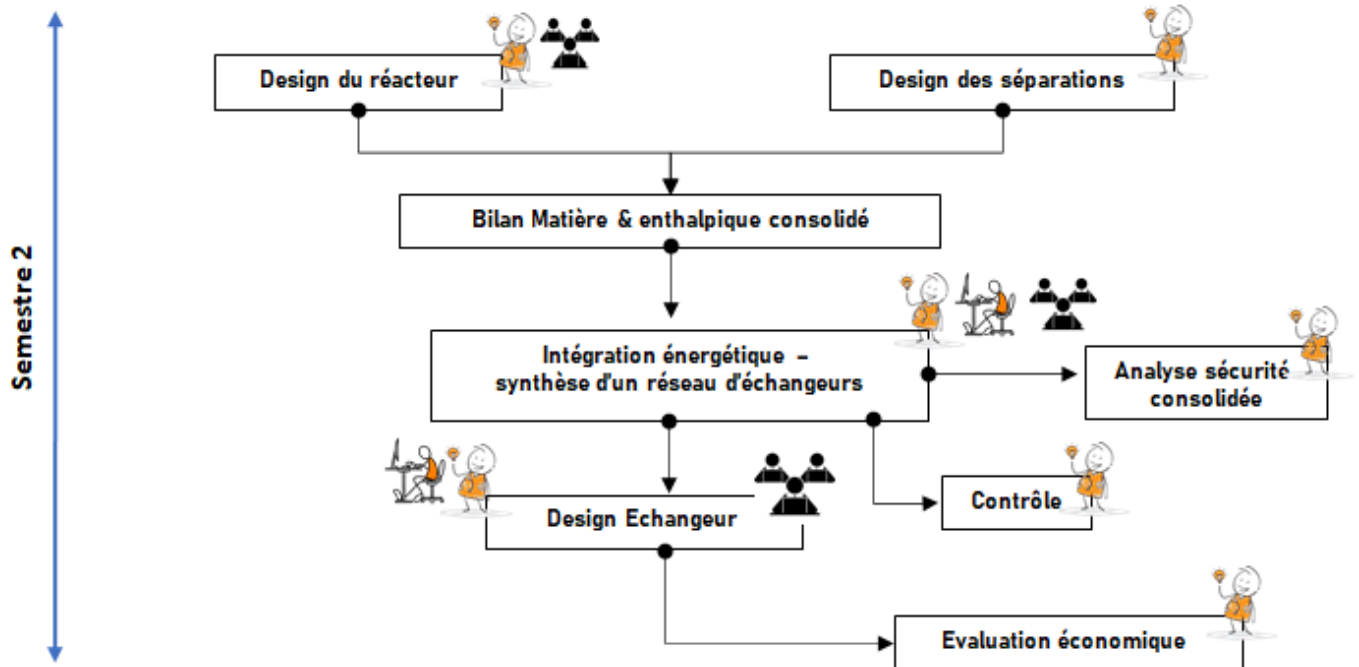 Semestre 2
Design du réacteur
Design des séparations
Bilan Matière & enthalpique consolidé
Intégration énergétique –
synthèse d'un réseau d'échangeurs
Analyse sécurité
consolidée
Contrôle
Design Echangeur
Evaluation économique